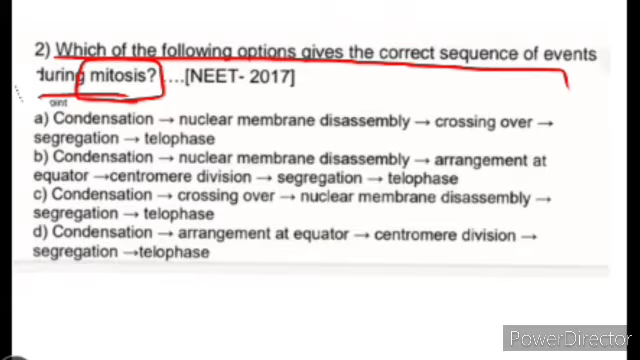 2) Which of the following options gives the correct sequence of events
during mitosis? ....[NEET- 2017]
oint
a) Condensation → nuclear membrane disassembly → crossing over →
segregation → telophase
b) Condensation → nuclear membrane disassembly → arrangement at
equator →centromere division → segregation → telophase
c) Condensation → crossing over → nuclear membrane disassembly →
segregation → telophase
d) Condensation → arrangement at equator → centromere division →
segregation →telophase
PowerDirector